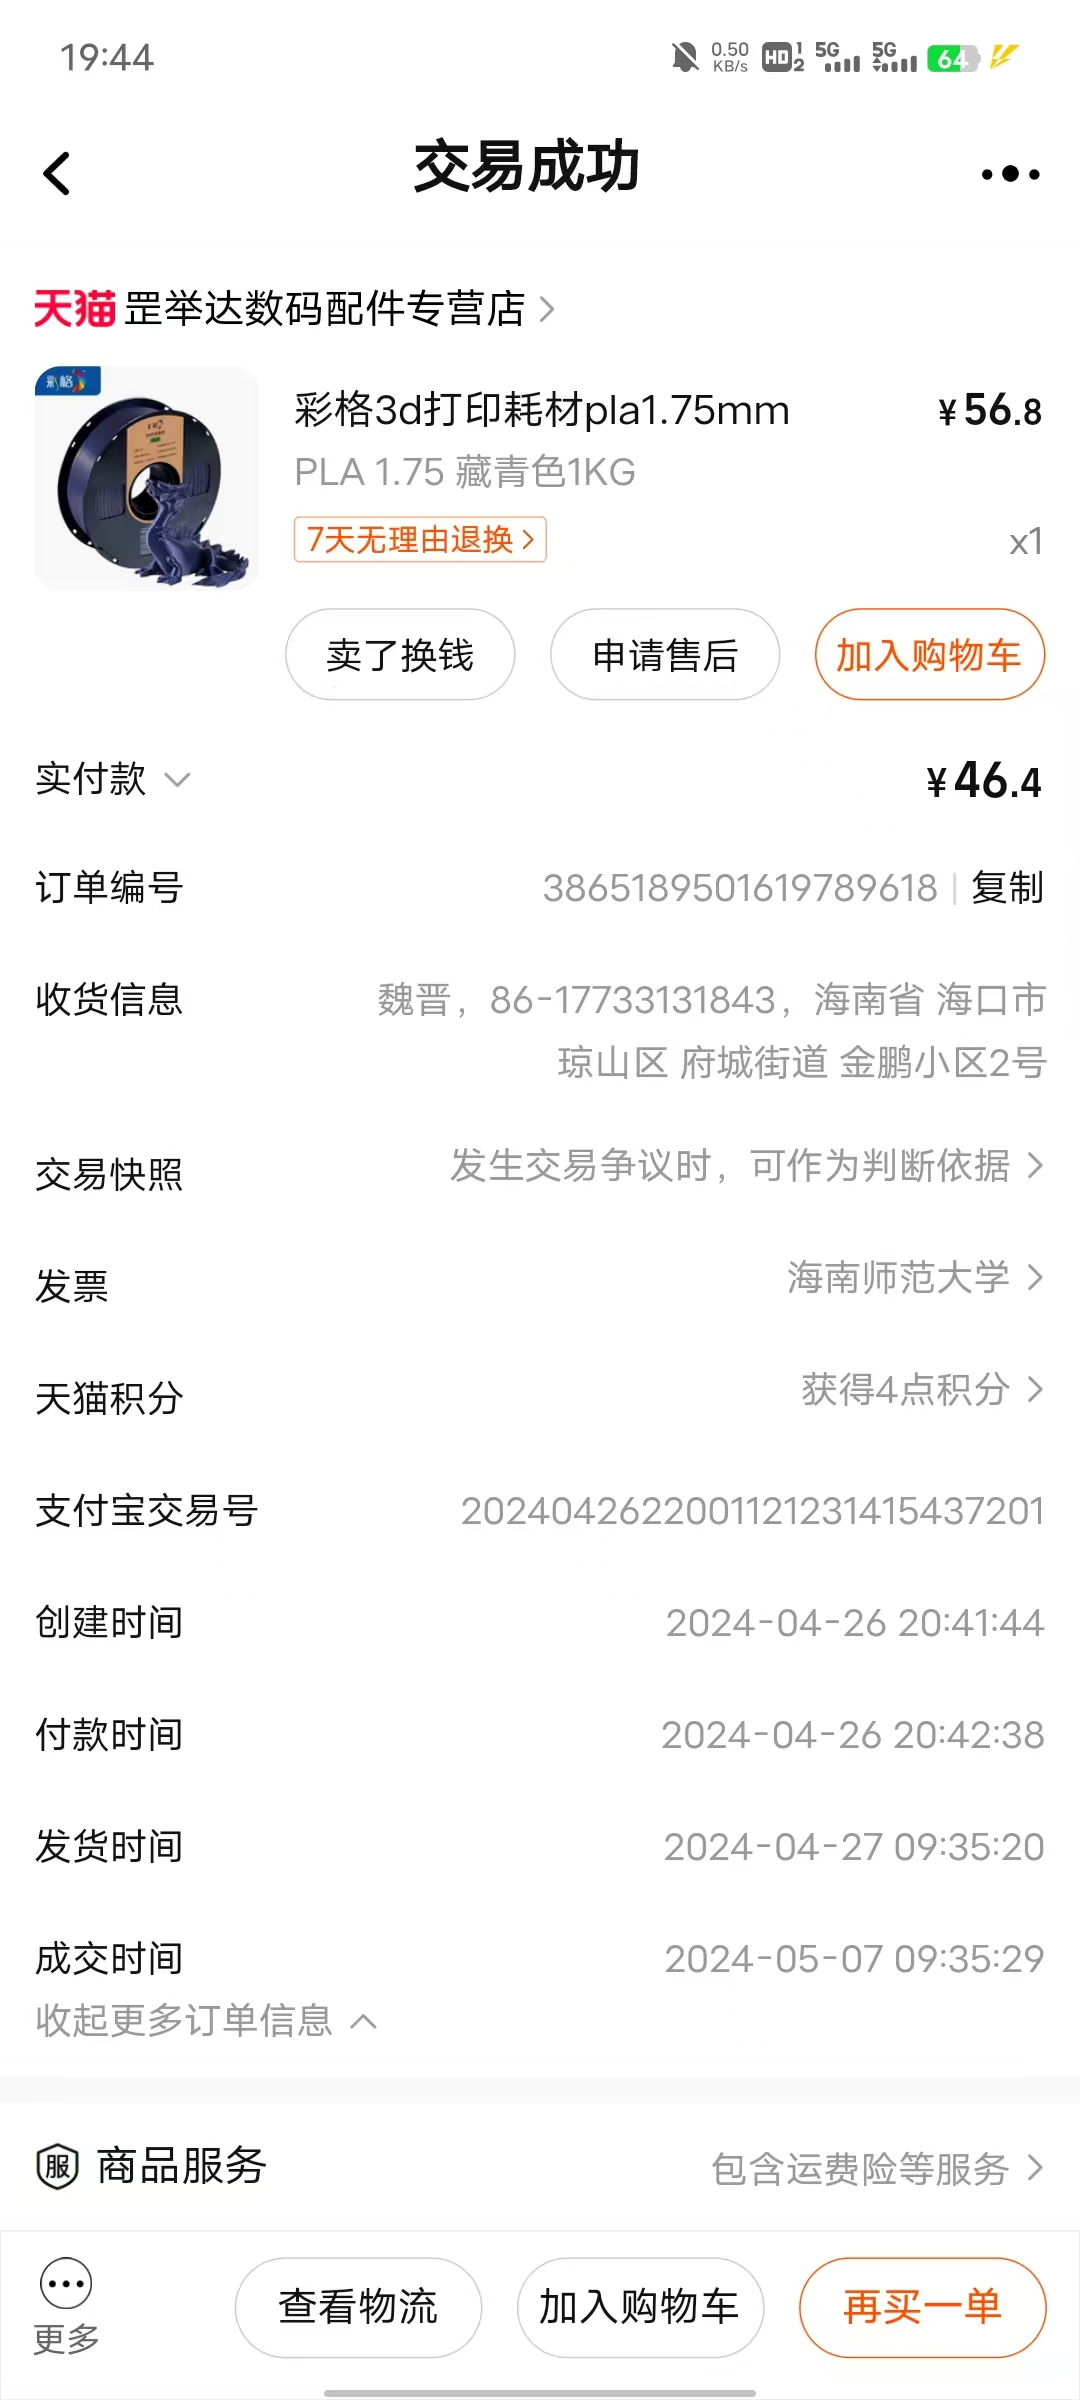 19:44
0.50 KB/s HD 1 2 5G 5G 64
交易成功
天猫 罡举达数码配件专营店
彩格
彩格3d打印耗材pla1.75mm ¥56.8
PLA 1.75 藏青色1KG
7天无理由退换 x1
卖了换钱 申请售后 加入购物车
实付款 ¥46.4
订单编号 3865189501619789618 | 复制
收货信息 魏晋，86-17733131843，海南省 海口市
琼山区 府城街道 金鹏小区2号
交易快照 发生交易争议时，可作为判断依据
发票 海南师范大学
天猫积分 获得4点积分
支付宝交易号 2024042622001121231415437201
创建时间 2024-04-26 20:41:44
付款时间 2024-04-26 20:42:38
发货时间 2024-04-27 09:35:20
成交时间 2024-05-07 09:35:29
收起更多订单信息
服 商品服务 包含运费险等服务
更多 查看物流 加入购物车 再买一单